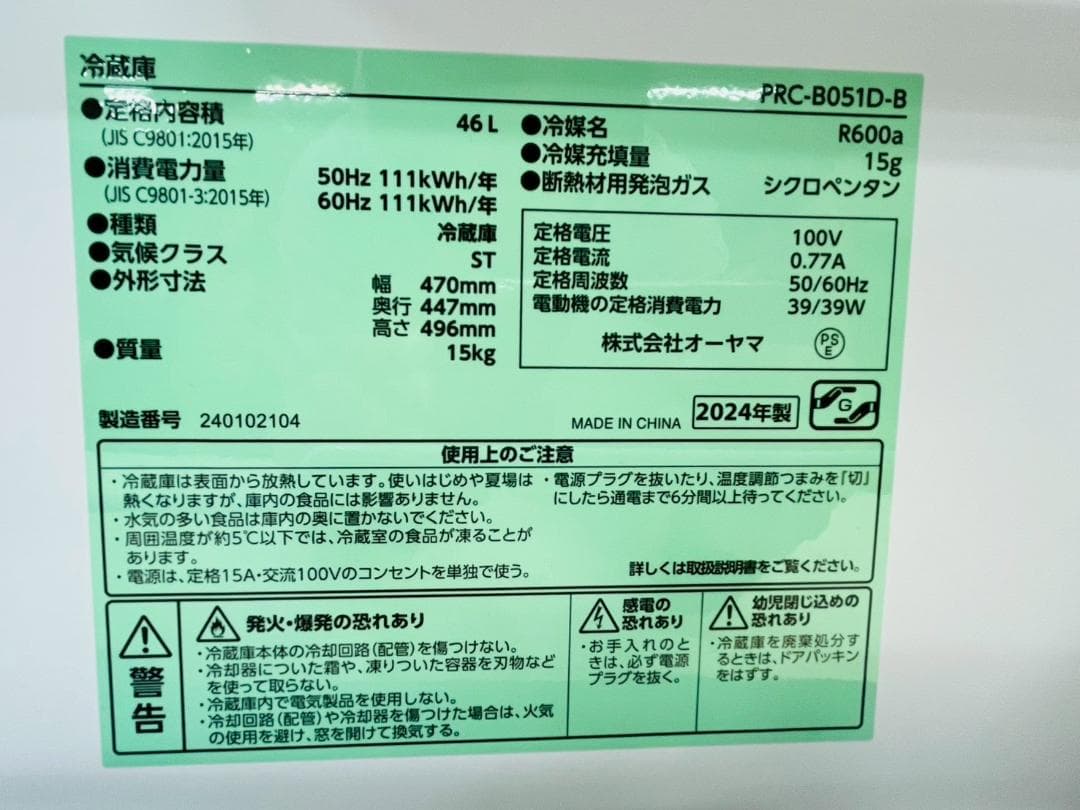 冷蔵庫
PRC-B051D-B
●定格内容積 46L
(JIS C9801:2015年)
●消費電力量 50Hz 111kWh/年
(JIS C9801-3:2015年) 60Hz 111kWh/年
●種類 冷蔵庫
●気候クラス ST
●外形寸法 幅 470mm
奥行 447mm
高さ 496mm
●質量 15kg
●冷媒名 R600a
●冷媒充填量 15g
●断熱材用発泡ガス シクロペンタン
定格電圧 100V
定格電流 0.77A
定格周波数 50/60Hz
電動機の定格消費電力 39/39W
株式会社オーヤマ PSE
製造番号 240102104
MADE IN CHINA 2024年製 G
使用上のご注意
・冷蔵庫は表面から放熱しています。使いはじめや夏場は
熱くなりますが、庫内の食品には影響ありません。
・水気の多い食品は庫内の奥に置かないでください。
・周囲温度が約5℃以下では、冷蔵室の食品が凍ることが
あります。
・電源は、定格15A・交流100Vのコンセントを単独で使う。
・電源プラグを抜いたり、温度調節つまみを「切」
にしたら通電まで6分間以上待ってください。
詳しくは取扱説明書をご覧ください。
警告
発火・爆発の恐れあり
・冷蔵庫本体の冷却回路(配管)を傷つけない。
・冷却器についた霜や、凍りついた容器を刃物など
を使って取らない。
・冷蔵庫内で電気製品を使用しない。
・冷却回路(配管)や冷却器を傷つけた場合は、火気
の使用を避け、窓を開けて換気する。
感電の
恐れあり
・お手入れのと
きは、必ず電源
プラグを抜く。
幼児閉じ込めの
恐れあり
・冷蔵庫を廃棄処分す
るときは、ドアパッキン
をはずす。